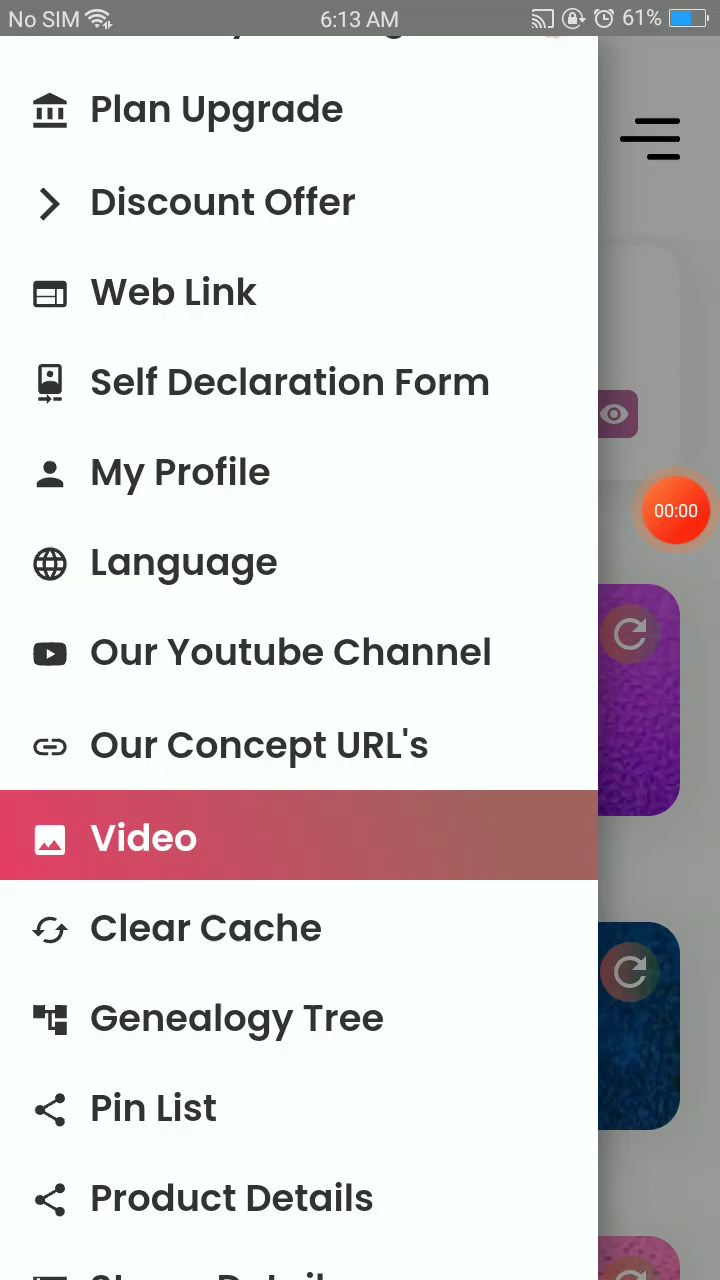 No SIM 6:13 AM 61%
Plan Upgrade
Discount Offer
Web Link
Self Declaration Form
My Profile
00:00
Language
Our Youtube Channel
Our Concept URL's
Video
Clear Cache
Genealogy Tree
Pin List
Product Details